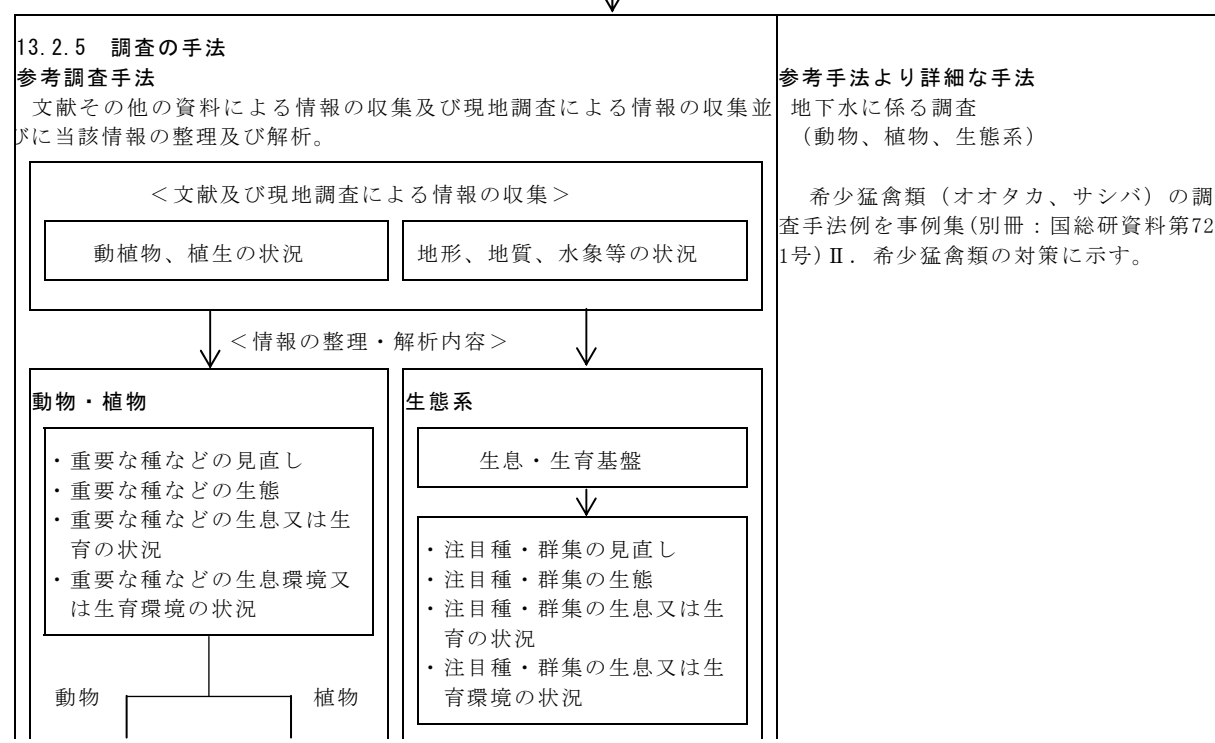 13.2.5　調査の手法
参考調査手法
文献その他の資料による情報の収集及び現地調査による情報の収集並
びに当該情報の整理及び解析。
＜文献及び現地調査による情報の収集＞
動植物、植生の状況
地形、地質、水象等の状況
＜情報の整理・解析内容＞
動物・植物
・重要な種などの見直し
・重要な種などの生態
・重要な種などの生息又は生
育の状況
・重要な種などの生息環境又
は生育環境の状況
動物
植物
生態系
生息・生育基盤
・注目種・群集の見直し
・注目種・群集の生態
・注目種・群集の生息又は生
育の状況
・注目種・群集の生息又は生
育環境の状況
参考手法より詳細な手法
地下水に係る調査
（動物、植物、生態系）
希少猛禽類（オオタカ、サシバ）の調
査手法例を事例集(別冊：国総研資料第72
1号)Ⅱ．希少猛禽類の対策に示す。